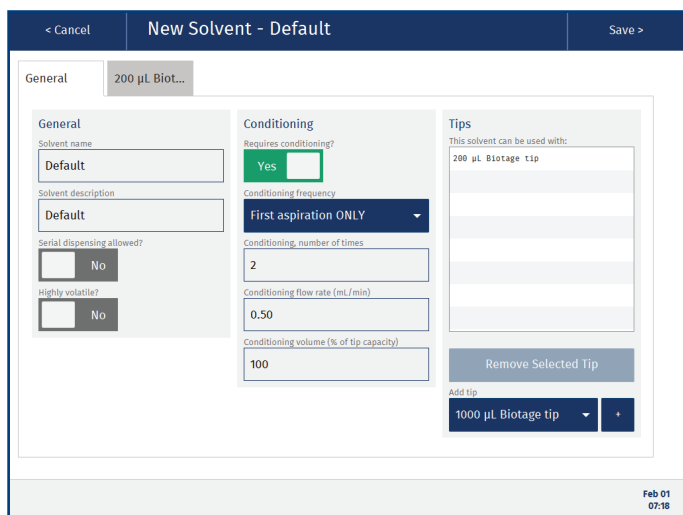 < Cancel
New Solvent - Default
Save >
General
200 µL Biot...
General
Solvent name
Default
Solvent description
Default
Serial dispensing allowed?
No
Highly volatile?
No
Conditioning
Requires conditioning?
Yes
Conditioning frequency
First aspiration ONLY
Conditioning, number of times
2
Conditioning flow rate (mL/min)
0.50
Conditioning volume (% of tip capacity)
100
Tips
This solvent can be used with:
200 µL Biotage tip
Remove Selected Tip
Add tip
1000 µL Biotage tip
+
Feb 01
07:18